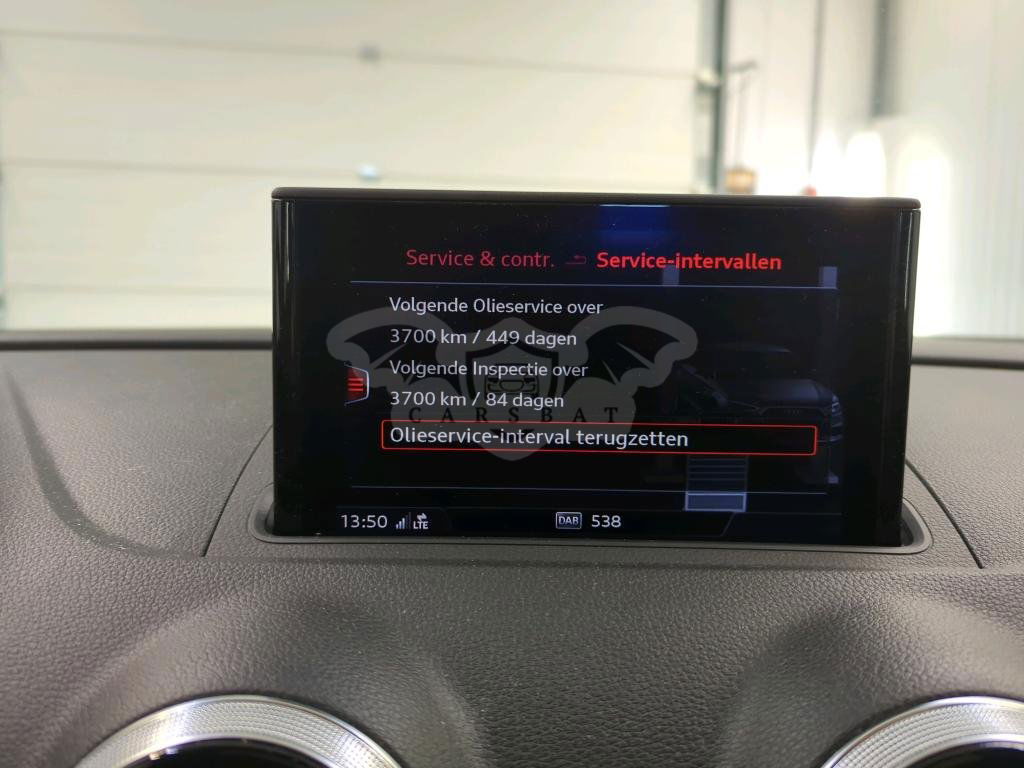 Service & contr. Service-intervallen
Volgende Olieservice over
3700 km / 449 dagen
Volgende Inspectie over
3700 km / 84 dagen
CARSBAT
Olieservice-interval terugzetten
13:50 LTE DAB 538